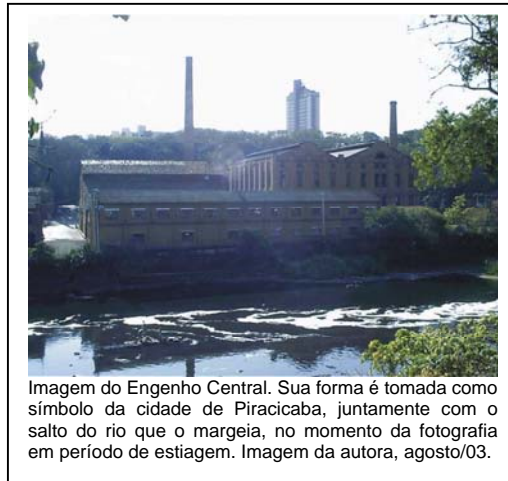 Imagem do Engenho Central. Sua forma é tomada como
símbolo da cidade de Piracicaba, juntamente com o
salto do rio que o margeia, no momento da fotografia
em período de estiagem. Imagem da autora, agosto/03.